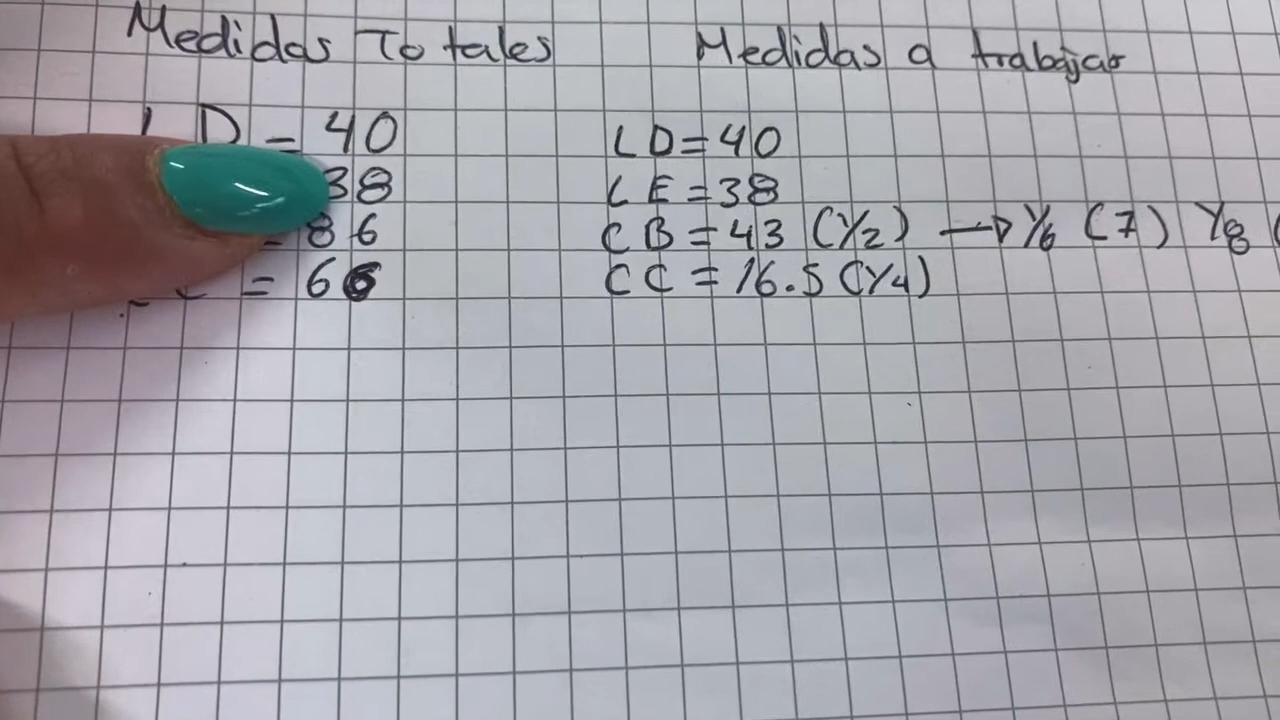 Medidas Totales Medidas a trabajar
LD = 40 LD = 40
38 LE = 38
= 86 CB = 43 (1/2) → 1/6 (7) 1/8 (
= 66 CC = 16.5 (1/4)